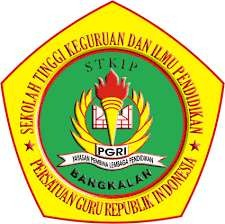 SEKOLAH TINGGI KEGURUAN DAN ILMU PENDIDIKAN
STKIP
PGRI
YAYASAN PEMBINA LEMBAGA PENDIDIKAN
BANGKALAN
PERSATUAN GURU REPUBLIK INDONESIA